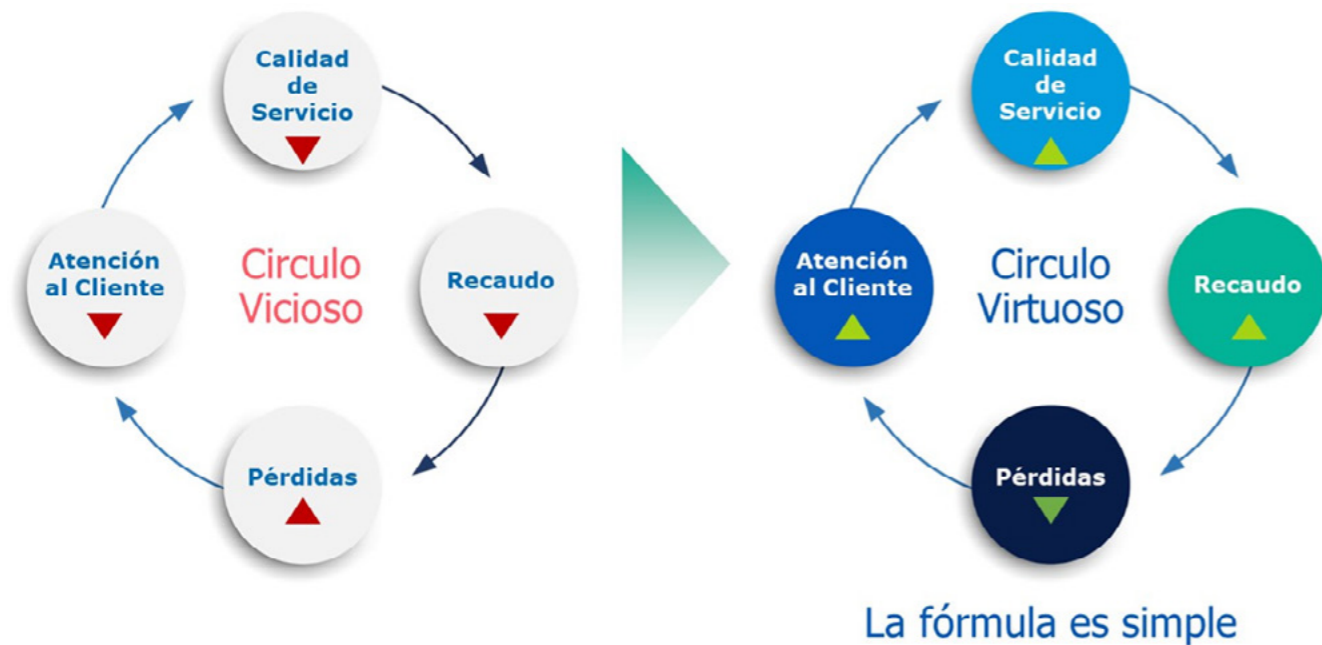 Calidad
de
Servicio
Recaudo
Pérdidas
Atención
al Cliente
Circulo
Vicioso
Calidad
de
Servicio
Recaudo
Pérdidas
Atención
al Cliente
Circulo
Virtuoso
La fórmula es simple